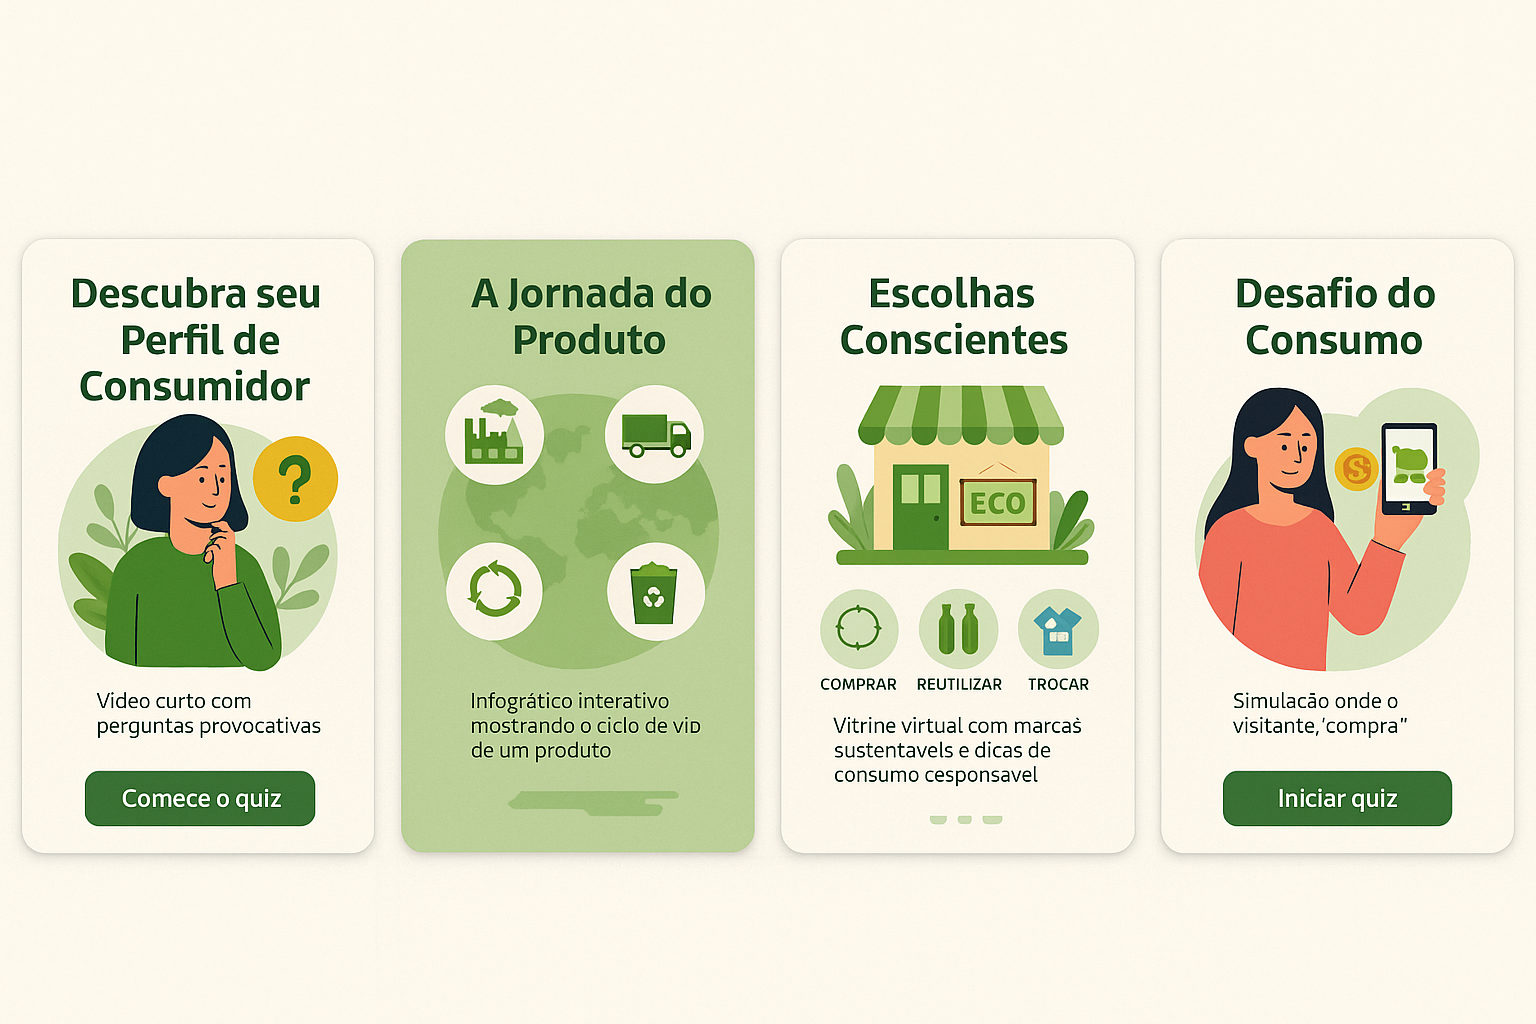 Descubra seu
Perfil de
Consumidor
?
Video curto com
perguntas provocativas
Comece o quiz
A Jornada do
Produto
Infogrático interativo
mostrando o ciclo de viD
de um produto
Escolhas
Conscientes
ECO
COMPRAR REUTILIZAR TROCAR
Vitrine virtual com marcaṡ
sustentavels e dicas de
consumo cesponsavel
Desafio do
Consumo
S
Simulacão onde o
visitante,‘compra”
Iniciar quiz